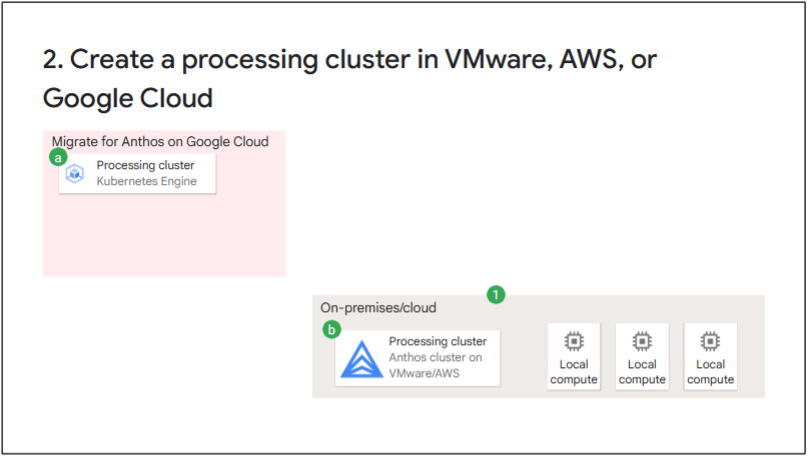 2. Create a processing cluster in VMware, AWS, or
Google Cloud
Migrate for Anthos on Google Cloud
a
Processing cluster
Kubernetes Engine
1
On-premises/cloud
b
Processing cluster
Anthos cluster on
VMware/AWS
Local
compute
Local
compute
Local
compute